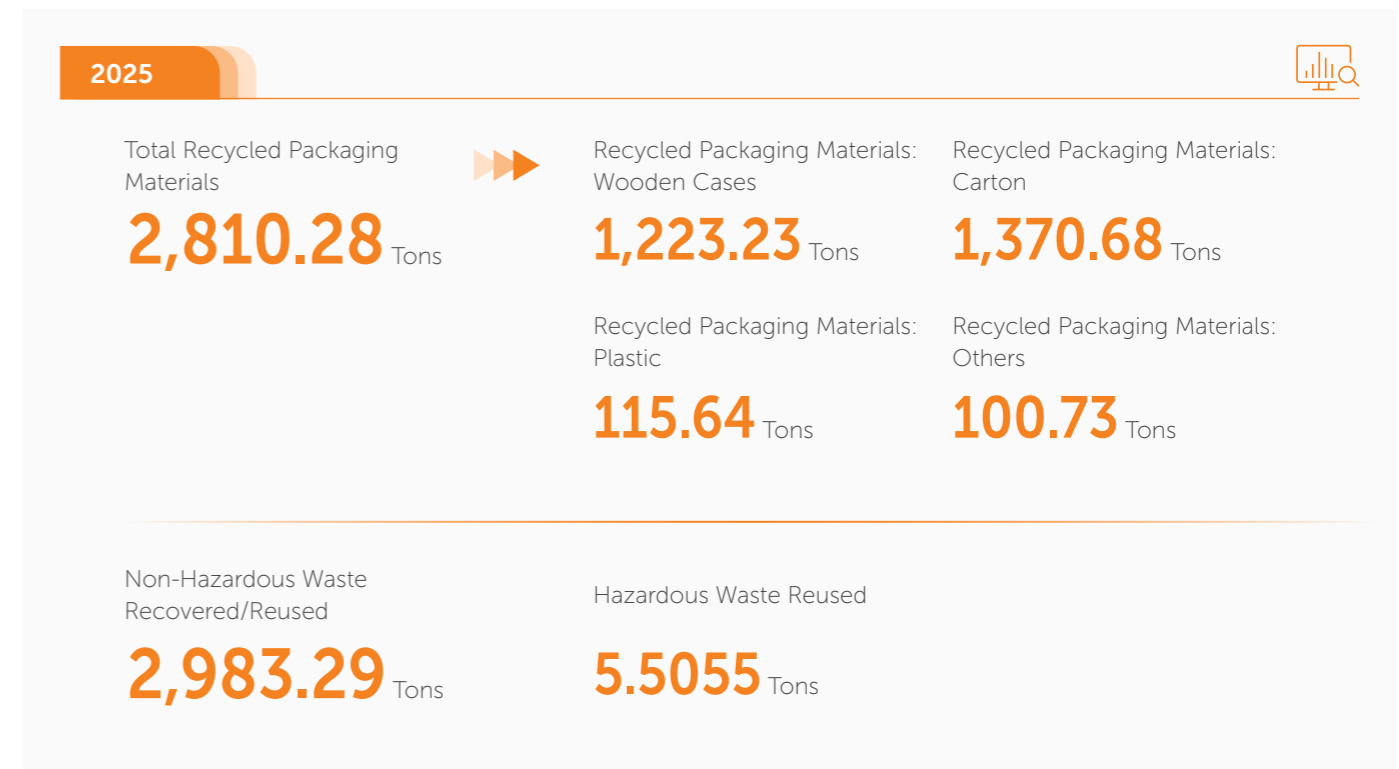 2025
Total Recycled Packaging
Materials
2,810.28 Tons
Recycled Packaging Materials:
Wooden Cases
1,223.23 Tons
Recycled Packaging Materials:
Carton
1,370.68 Tons
Recycled Packaging Materials:
Plastic
115.64 Tons
Recycled Packaging Materials:
Others
100.73 Tons
Non-Hazardous Waste
Recovered/Reused
2,983.29 Tons
Hazardous Waste Reused
5.5055 Tons